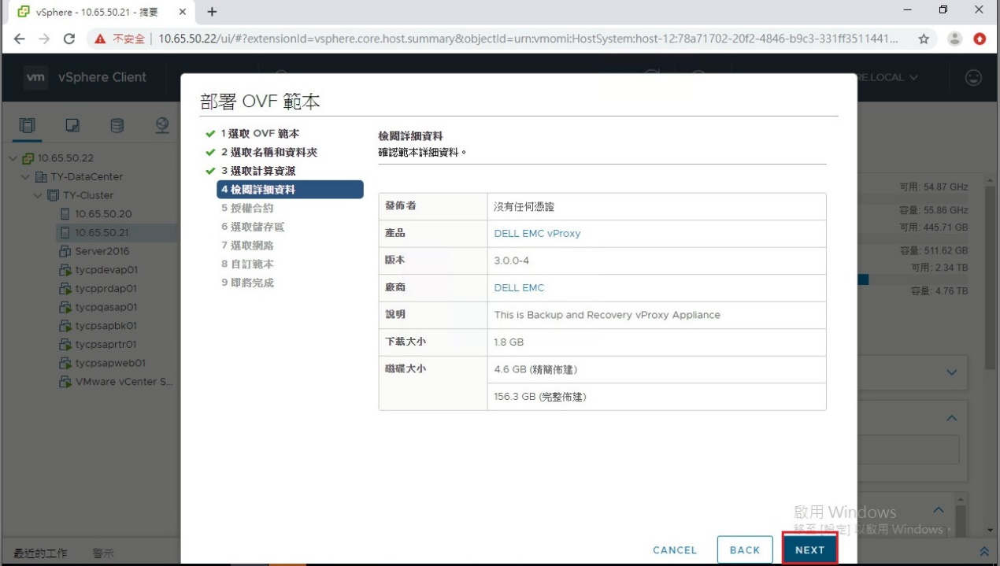 vSphere - 10.65.50.21 - 摘要
不安全 | 10.65.50.22/ui/#?extensionId=vsphere.core.host.summary&objectId=urn:vmomi:HostSystem:host-12:78a71702-20f2-4846-b9c3-331ff3511441...
vm vSphere Client
RE.LOCAL
部署 OVF 範本
1 選取 OVF 範本
2 選取名稱和資料夾
3 選取計算資源
4 檢閱詳細資料
5 授權合約
6 選取儲存區
7 選取網路
8 自訂範本
9 即將完成
檢閱詳細資料
確認範本詳細資料。
發佈者 沒有任何憑證
產品 DELL EMC vProxy
版本 3.0.0-4
廠商 DELL EMC
說明 This is Backup and Recovery vProxy Appliance
下載大小 1.8 GB
磁碟大小 4.6 GB (精簡佈建)
156.3 GB (完整佈建)
10.65.50.22
TY-DataCenter
TY-Cluster
10.65.50.20
10.65.50.21
Server2016
tycpdevap01
tycpprdap01
tycpqasap01
tycpsapbk01
tycpsaprtr01
tycpsapweb01
VMware vCenter S...
可用: 54.87 GHz
容量: 55.86 GHz
可用: 445.71 GB
容量: 511.62 GB
可用: 2.34 TB
容量: 4.76 TB
啟用 Windows
移至 [設定] 以啟用 Windows。
CANCEL BACK NEXT
最近的工作 警示